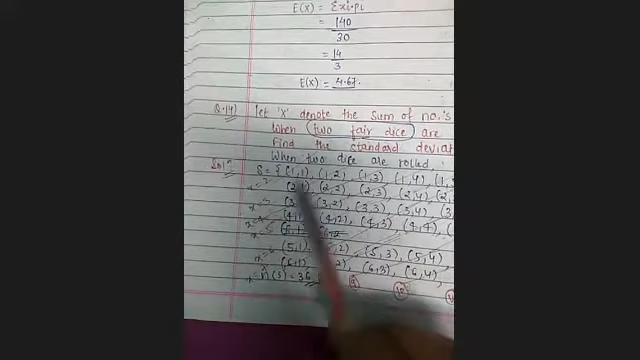 E(X) = Σxi·pi
= 140/30
= 14/3
E(X) = 4.67.
Q.14) let 'X' denote the sum of no.'s
When two fair dice are
Find the standard deviat
When two dice are rolled.
Soln S = { (1,1), (1,2), (1,3) (1,4) (1,
(2,1) (2,2), (2,3) (2,4) (2,
(3, (3,2), (3,3) (3,4)
(4,1 (4,2), (4,3), (4,4),
(5,1) ,2) (5,3), (5,4)
(6,1) ,2), (6,3), (6,4),
n(S) = 36